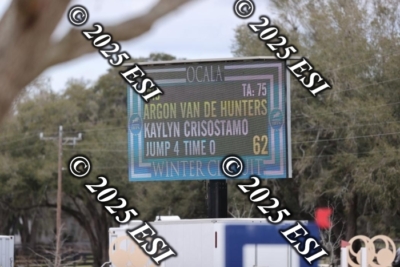 OCALA
TA: 75
ARGON VAN DE HUNTERS
KAYLYN CRISOSTAMO
JUMP 4 TIME 0 62
WINTER CIRCUIT
© 2025 ESI
© 2025 ESI
© 2025 ESI
© 2025 ESI